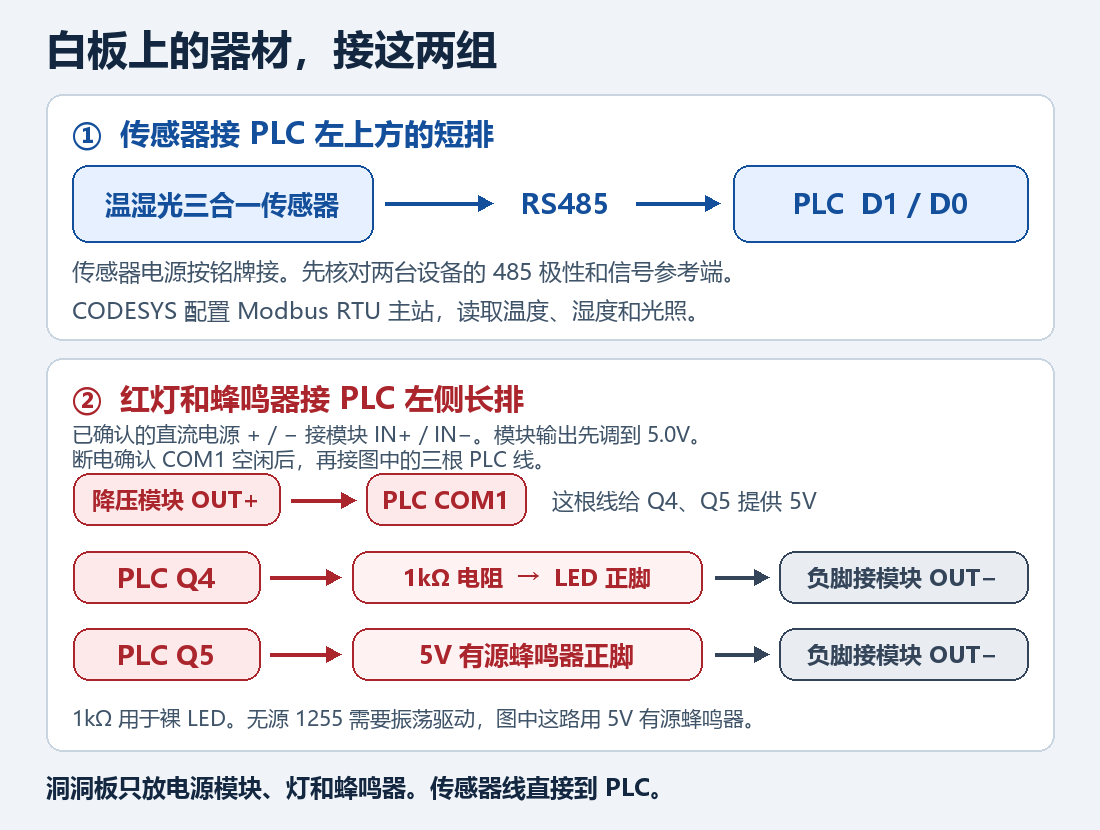 白板上的器材，接这两组
① 传感器接 PLC 左上方的短排
温湿光三合一传感器 → RS485 → PLC D1 / D0
传感器电源按铭牌接。先核对两台设备的 485 极性和信号参考端。
CODESYS 配置 Modbus RTU 主站，读取温度、湿度和光照。
② 红灯和蜂鸣器接 PLC 左侧长排
已确认的直流电源 + / − 接模块 IN+ / IN−。模块输出先调到 5.0V。
断电确认 COM1 空闲后，再接图中的三根 PLC 线。
降压模块 OUT+ → PLC COM1 这根线给 Q4、Q5 提供 5V
PLC Q4 → 1kΩ 电阻 → LED 正脚 → 负脚接模块 OUT−
PLC Q5 → 5V 有源蜂鸣器正脚 → 负脚接模块 OUT−
1kΩ 用于裸 LED。无源 1255 需要振荡驱动，图中这路用 5V 有源蜂鸣器。
洞洞板只放电源模块、灯和蜂鸣器。传感器线直接到 PLC。